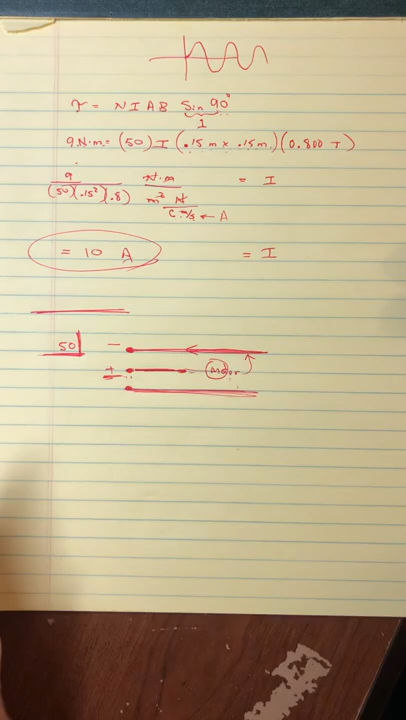 τ = NIAB Sin 90°
1
9 N·m = (50) I (.15 m x .15 m) (0.800 T)
9 / (50)(.15²)(.8) N·m / m² N / C·m/s ← A = I
= 10 A = I
50 −
+ Motor